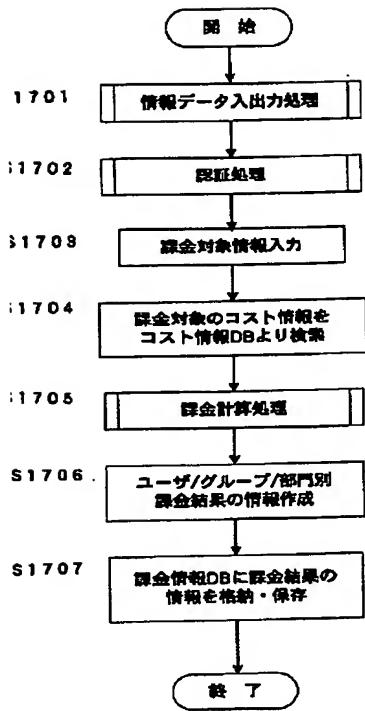 開 始
1701
情報データ入出力処理
S1702
認証処理
S1703
課金対象情報入力
S1704
課金対象のコスト情報を
コスト情報DBより検索
S1705
課金計算処理
S1706
ユーザ/グループ/部門別
課金結果の情報作成
S1707
課金情報DBに課金結果の
情報を格納・保存
終 了